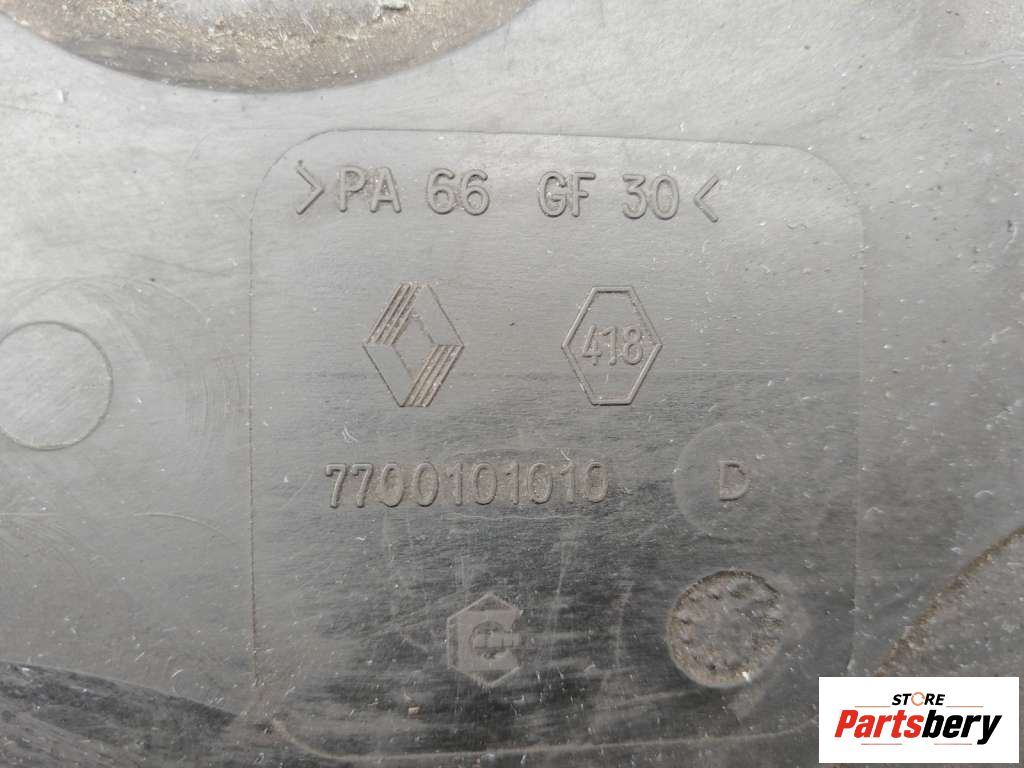 >PA 66 GF 30<
418
7700101010 D
STORE
Partsbery